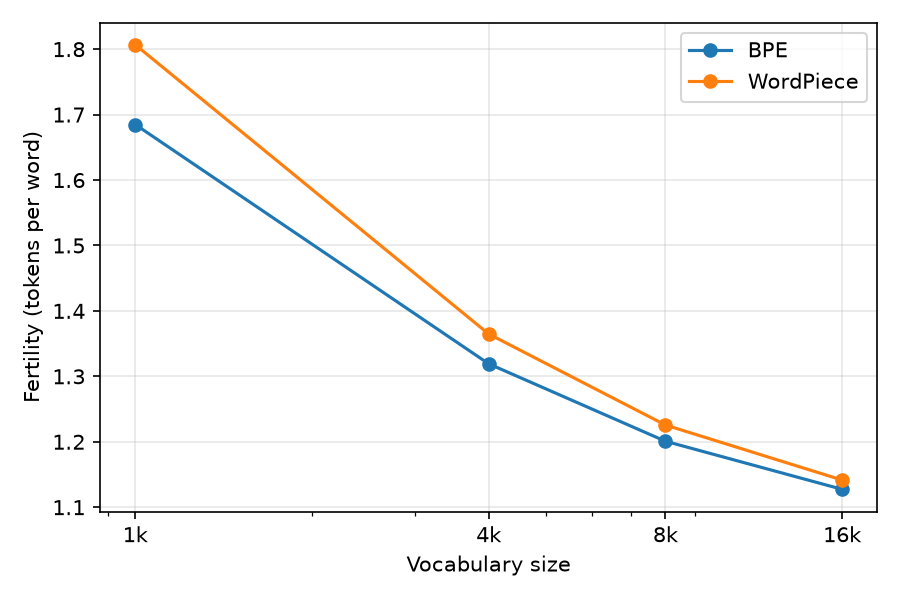 BPE
WordPiece
Fertility (tokens per word)
1.8
1.7
1.6
1.5
1.4
1.3
1.2
1.1
1k
4k
8k
16k
Vocabulary size